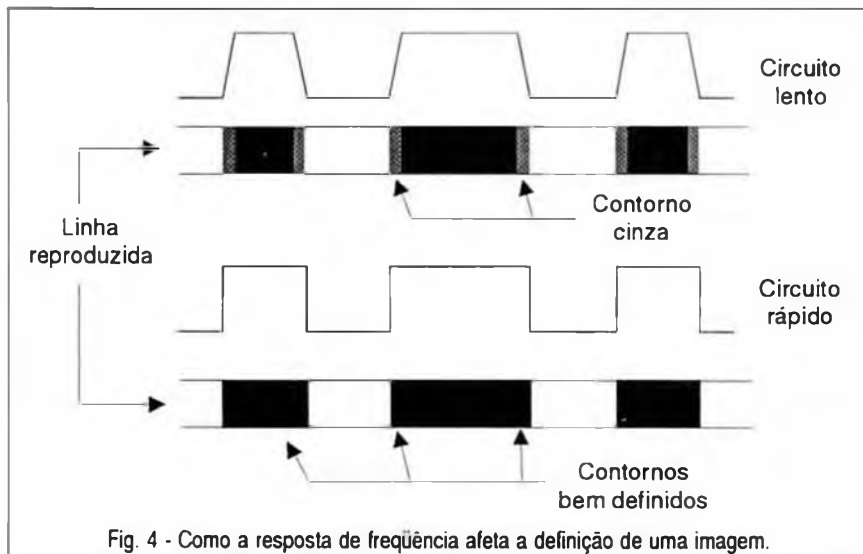 Circuito
lento
Contorno
cinza
Linha
reproduzida
Circuito
rápido
Contornos
bem definidos
Fig. 4 - Como a resposta de freqüência afeta a definição de uma imagem.